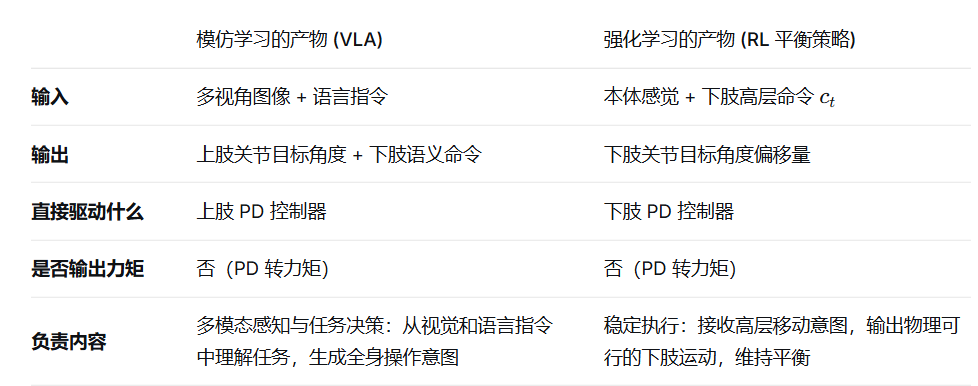 模仿学习的产物 (VLA) 强化学习的产物 (RL 平衡策略)
输入 多视角图像 + 语言指令 本体感觉 + 下肢高层命令 cₜ
输出 上肢关节目标角度 + 下肢语义命令 下肢关节目标角度偏移量
直接驱动什么 上肢 PD 控制器 下肢 PD 控制器
是否输出力矩 否（PD 转力矩） 否（PD 转力矩）
负责内容 多模态感知与任务决策：从视觉和语言指令 稳定执行：接收高层移动意图，输出物理可
中理解任务，生成全身操作意图 行的下肢运动，维持平衡